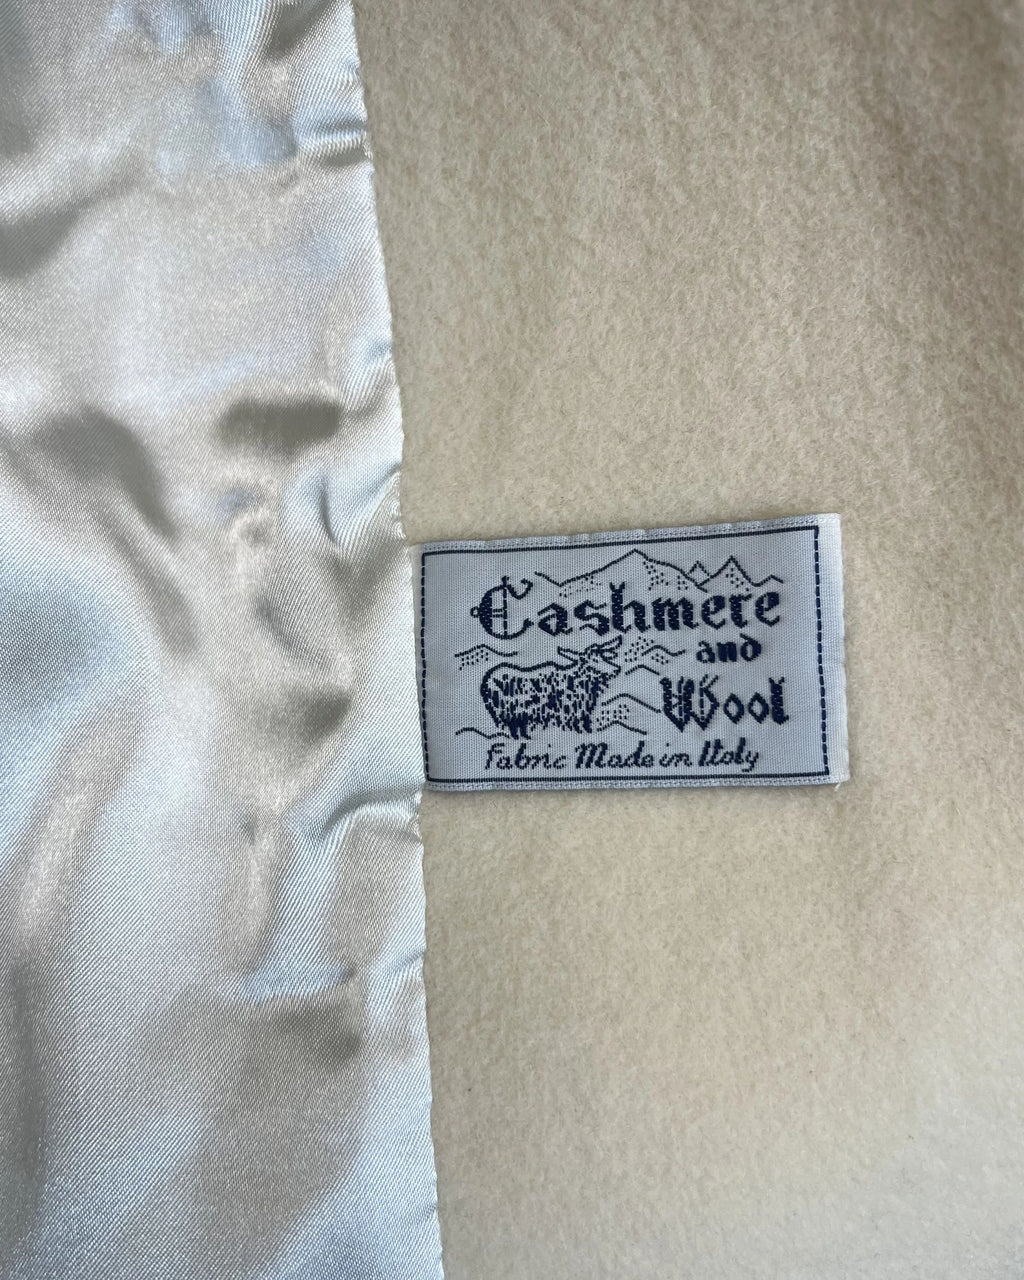 Cashmere
and
Wool
Fabric Made in Italy